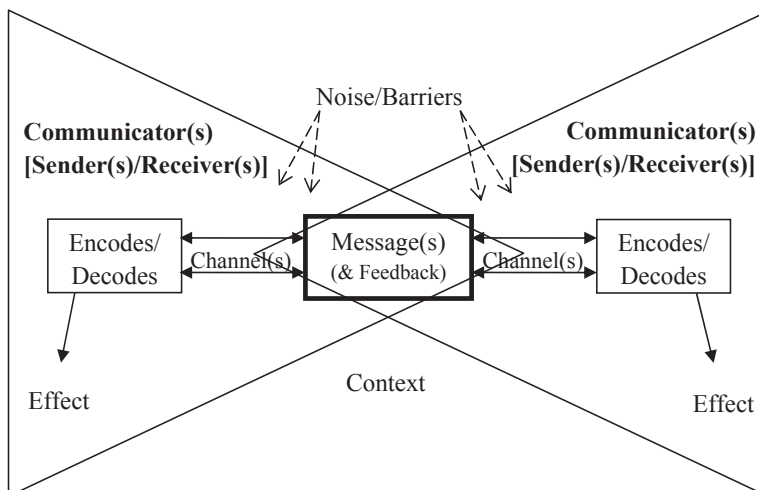 Noise/Barriers
Communicator(s)
[Sender(s)/Receiver(s)]
Communicator(s)
[Sender(s)/Receiver(s)]
Encodes/
Decodes
Channel(s)
Message(s)
(& Feedback)
Channel(s)
Encodes/
Decodes
Effect
Context
Effect